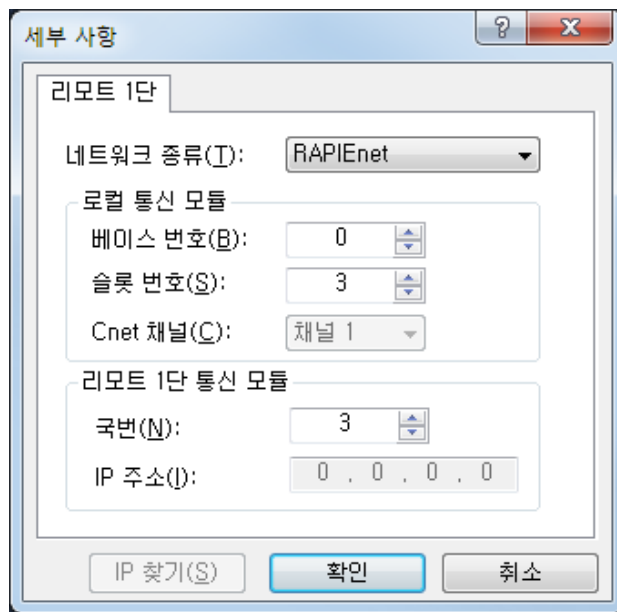 세부 사항
리모트 1단
네트워크 종류(T): RAPIEnet
로컬 통신 모듈
베이스 번호(B): 0
슬롯 번호(S): 3
Cnet 채널(C): 채널 1
리모트 1단 통신 모듈
국번(N): 3
IP 주소(I): 0 . 0 . 0 . 0
IP 찾기(S) 확인 취소